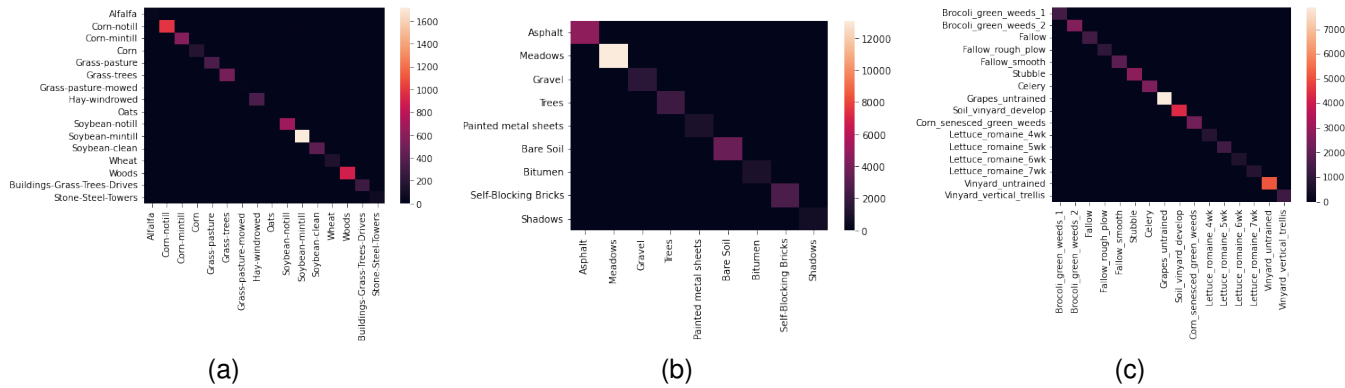 Alfalfa
Corn-notill
Corn-mintill
Corn
Grass-pasture
Grass-trees
Grass-pasture-mowed
Hay-windrowed
Oats
Soybean-notill
Soybean-mintill
Soybean-clean
Wheat
Woods
Buildings-Grass-Trees-Drives
Stone-Steel-Towers
Alfalfa
Corn-notill
Corn-mintill
Corn
Grass-pasture
Grass-trees
Grass-pasture-mowed
Hay-windrowed
Oats
Soybean-notill
Soybean-mintill
Soybean-clean
Wheat
Woods
Buildings-Grass-Trees-Drives
Stone-Steel-Towers
1600
1400
1200
1000
800
600
400
200
0
(a)
Asphalt
Meadows
Gravel
Trees
Painted metal sheets
Bare Soil
Bitumen
Self-Blocking Bricks
Shadows
Asphalt
Meadows
Gravel
Trees
Painted metal sheets
Bare Soil
Bitumen
Self-Blocking Bricks
Shadows
12000
10000
8000
6000
4000
2000
0
(b)
Brocoli_green_weeds_1
Brocoli_green_weeds_2
Fallow
Fallow_rough_plow
Fallow_smooth
Stubble
Celery
Grapes_untrained
Soil_vinyard_develop
Corn_senesced_green_weeds
Lettuce_romaine_4wk
Lettuce_romaine_5wk
Lettuce_romaine_6wk
Lettuce_romaine_7wk
Vinyard_untrained
Vinyard_vertical_trellis
Brocoli_green_weeds_1
Brocoli_green_weeds_2
Fallow
Fallow_rough_plow
Fallow_smooth
Stubble
Celery
Grapes_untrained
Soil_vinyard_develop
Corn_senesced_green_weeds
Lettuce_romaine_4wk
Lettuce_romaine_5wk
Lettuce_romaine_6wk
Lettuce_romaine_7wk
Vinyard_untrained
Vinyard_vertical_trellis
7000
6000
5000
4000
3000
2000
1000
0
(c)